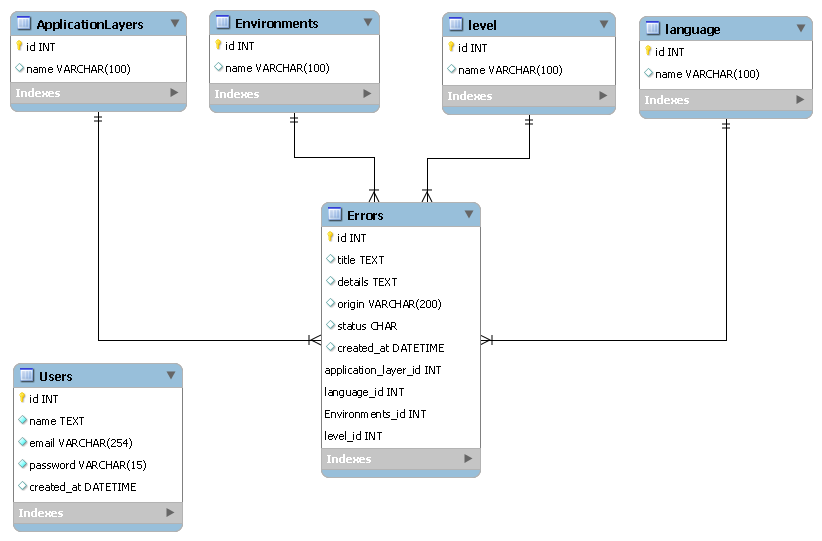 ApplicationLayers
id INT
name VARCHAR(100)
Indexes
Environments
id INT
name VARCHAR(100)
Indexes
level
id INT
name VARCHAR(100)
Indexes
language
id INT
name VARCHAR(100)
Indexes
Errors
id INT
title TEXT
details TEXT
origin VARCHAR(200)
status CHAR
created_at DATETIME
application_layer_id INT
language_id INT
Environments_id INT
level_id INT
Indexes
Users
id INT
name TEXT
email VARCHAR(254)
password VARCHAR(15)
created_at DATETIME
Indexes